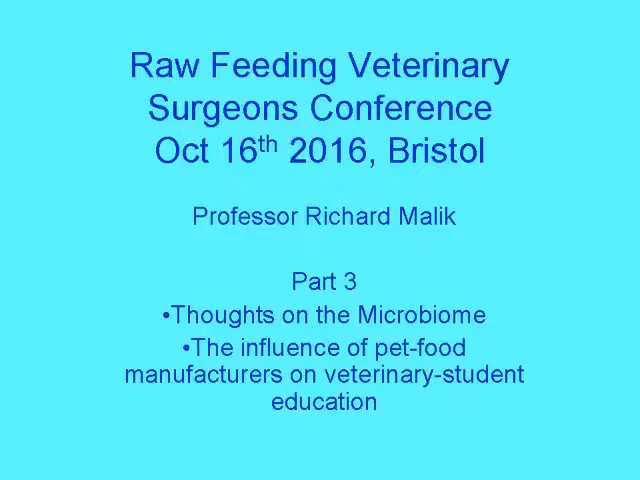 Raw Feeding Veterinary
Surgeons Conference
Oct 16th 2016, Bristol
Professor Richard Malik
Part 3
•Thoughts on the Microbiome
•The influence of pet-food
manufacturers on veterinary-student
education